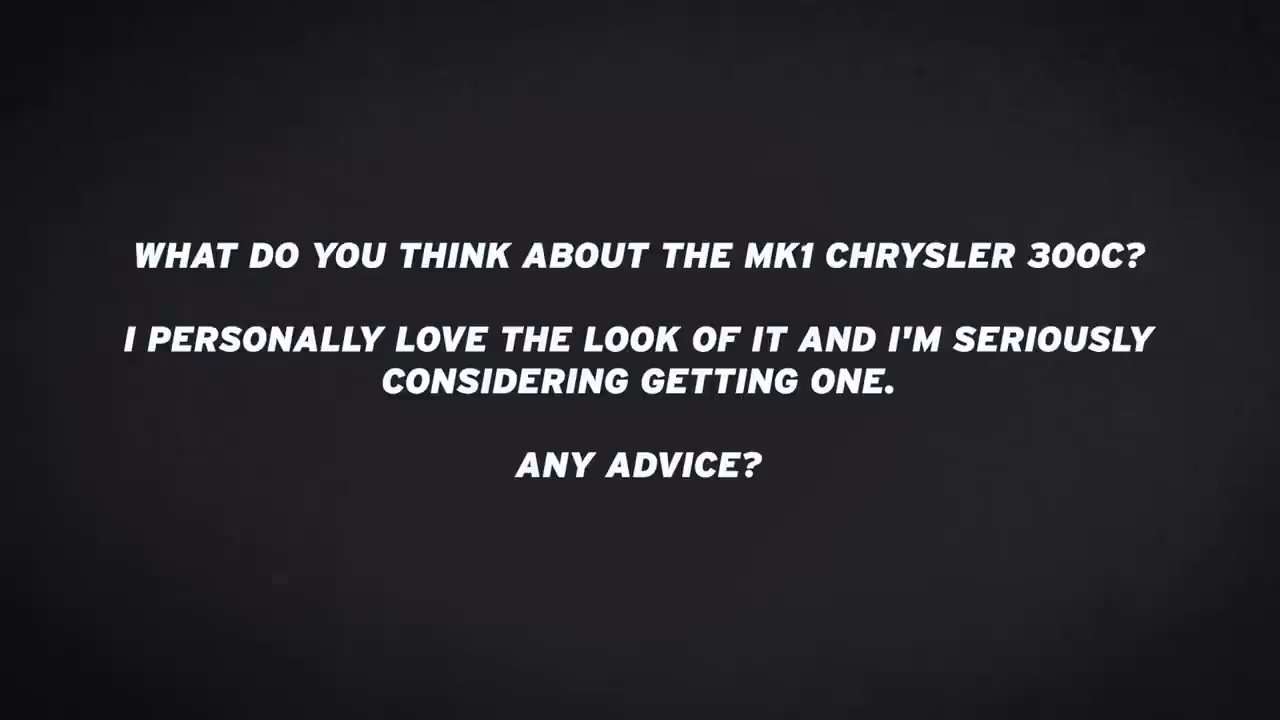 WHAT DO YOU THINK ABOUT THE MK1 CHRYSLER 300C?
I PERSONALLY LOVE THE LOOK OF IT AND I'M SERIOUSLY
CONSIDERING GETTING ONE.
ANY ADVICE?